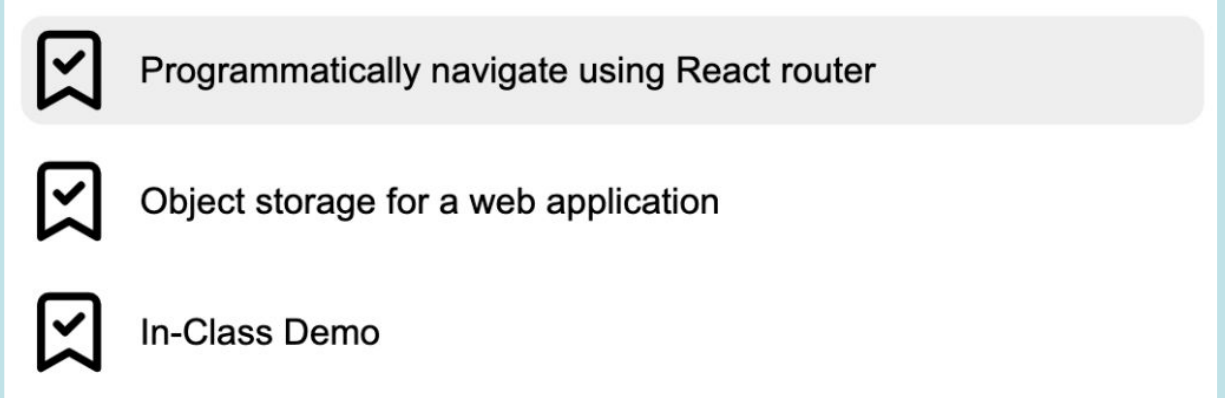 Programmatically navigate using React router
Object storage for a web application
In-Class Demo